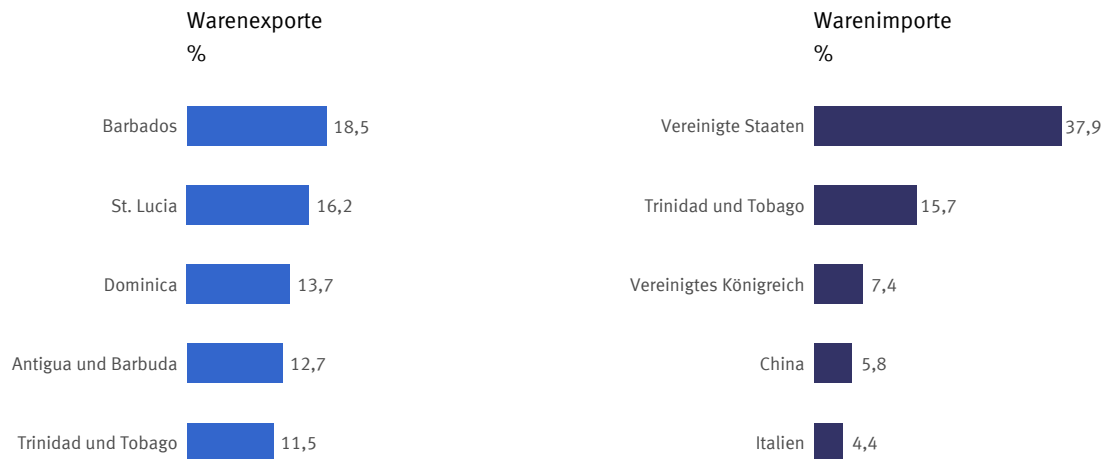 Warenexporte
%
Barbados 18,5
St. Lucia 16,2
Dominica 13,7
Antigua und Barbuda 12,7
Trinidad und Tobago 11,5
Warenimporte
%
Vereinigte Staaten 37,9
Trinidad und Tobago 15,7
Vereinigtes Königreich 7,4
China 5,8
Italien 4,4